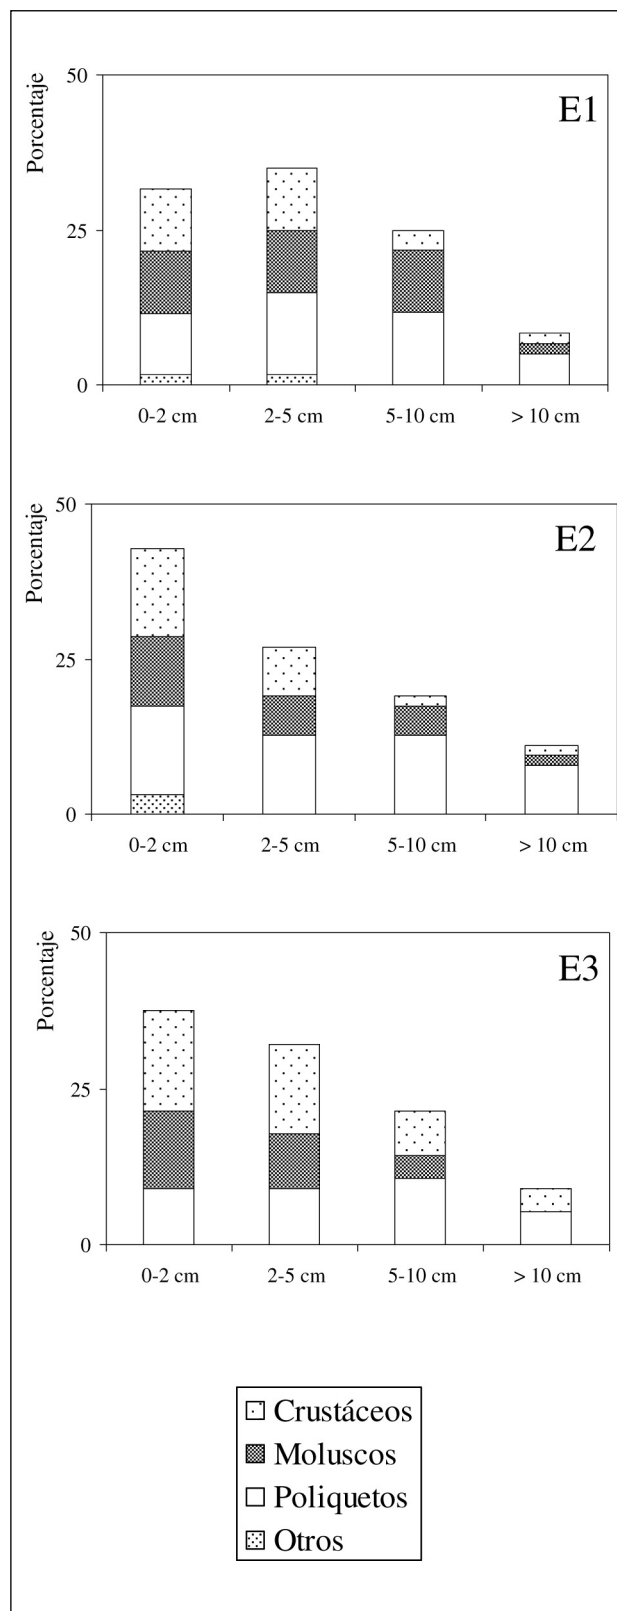 50
E1
Porcentaje
25
0
0-2 cm
2-5 cm
5-10 cm
> 10 cm
50
E2
Porcentaje
25
0
0-2 cm
2-5 cm
5-10 cm
> 10 cm
50
E3
Porcentaje
25
0
0-2 cm
2-5 cm
5-10 cm
> 10 cm
Crustáceos
Moluscos
Poliquetos
Otros